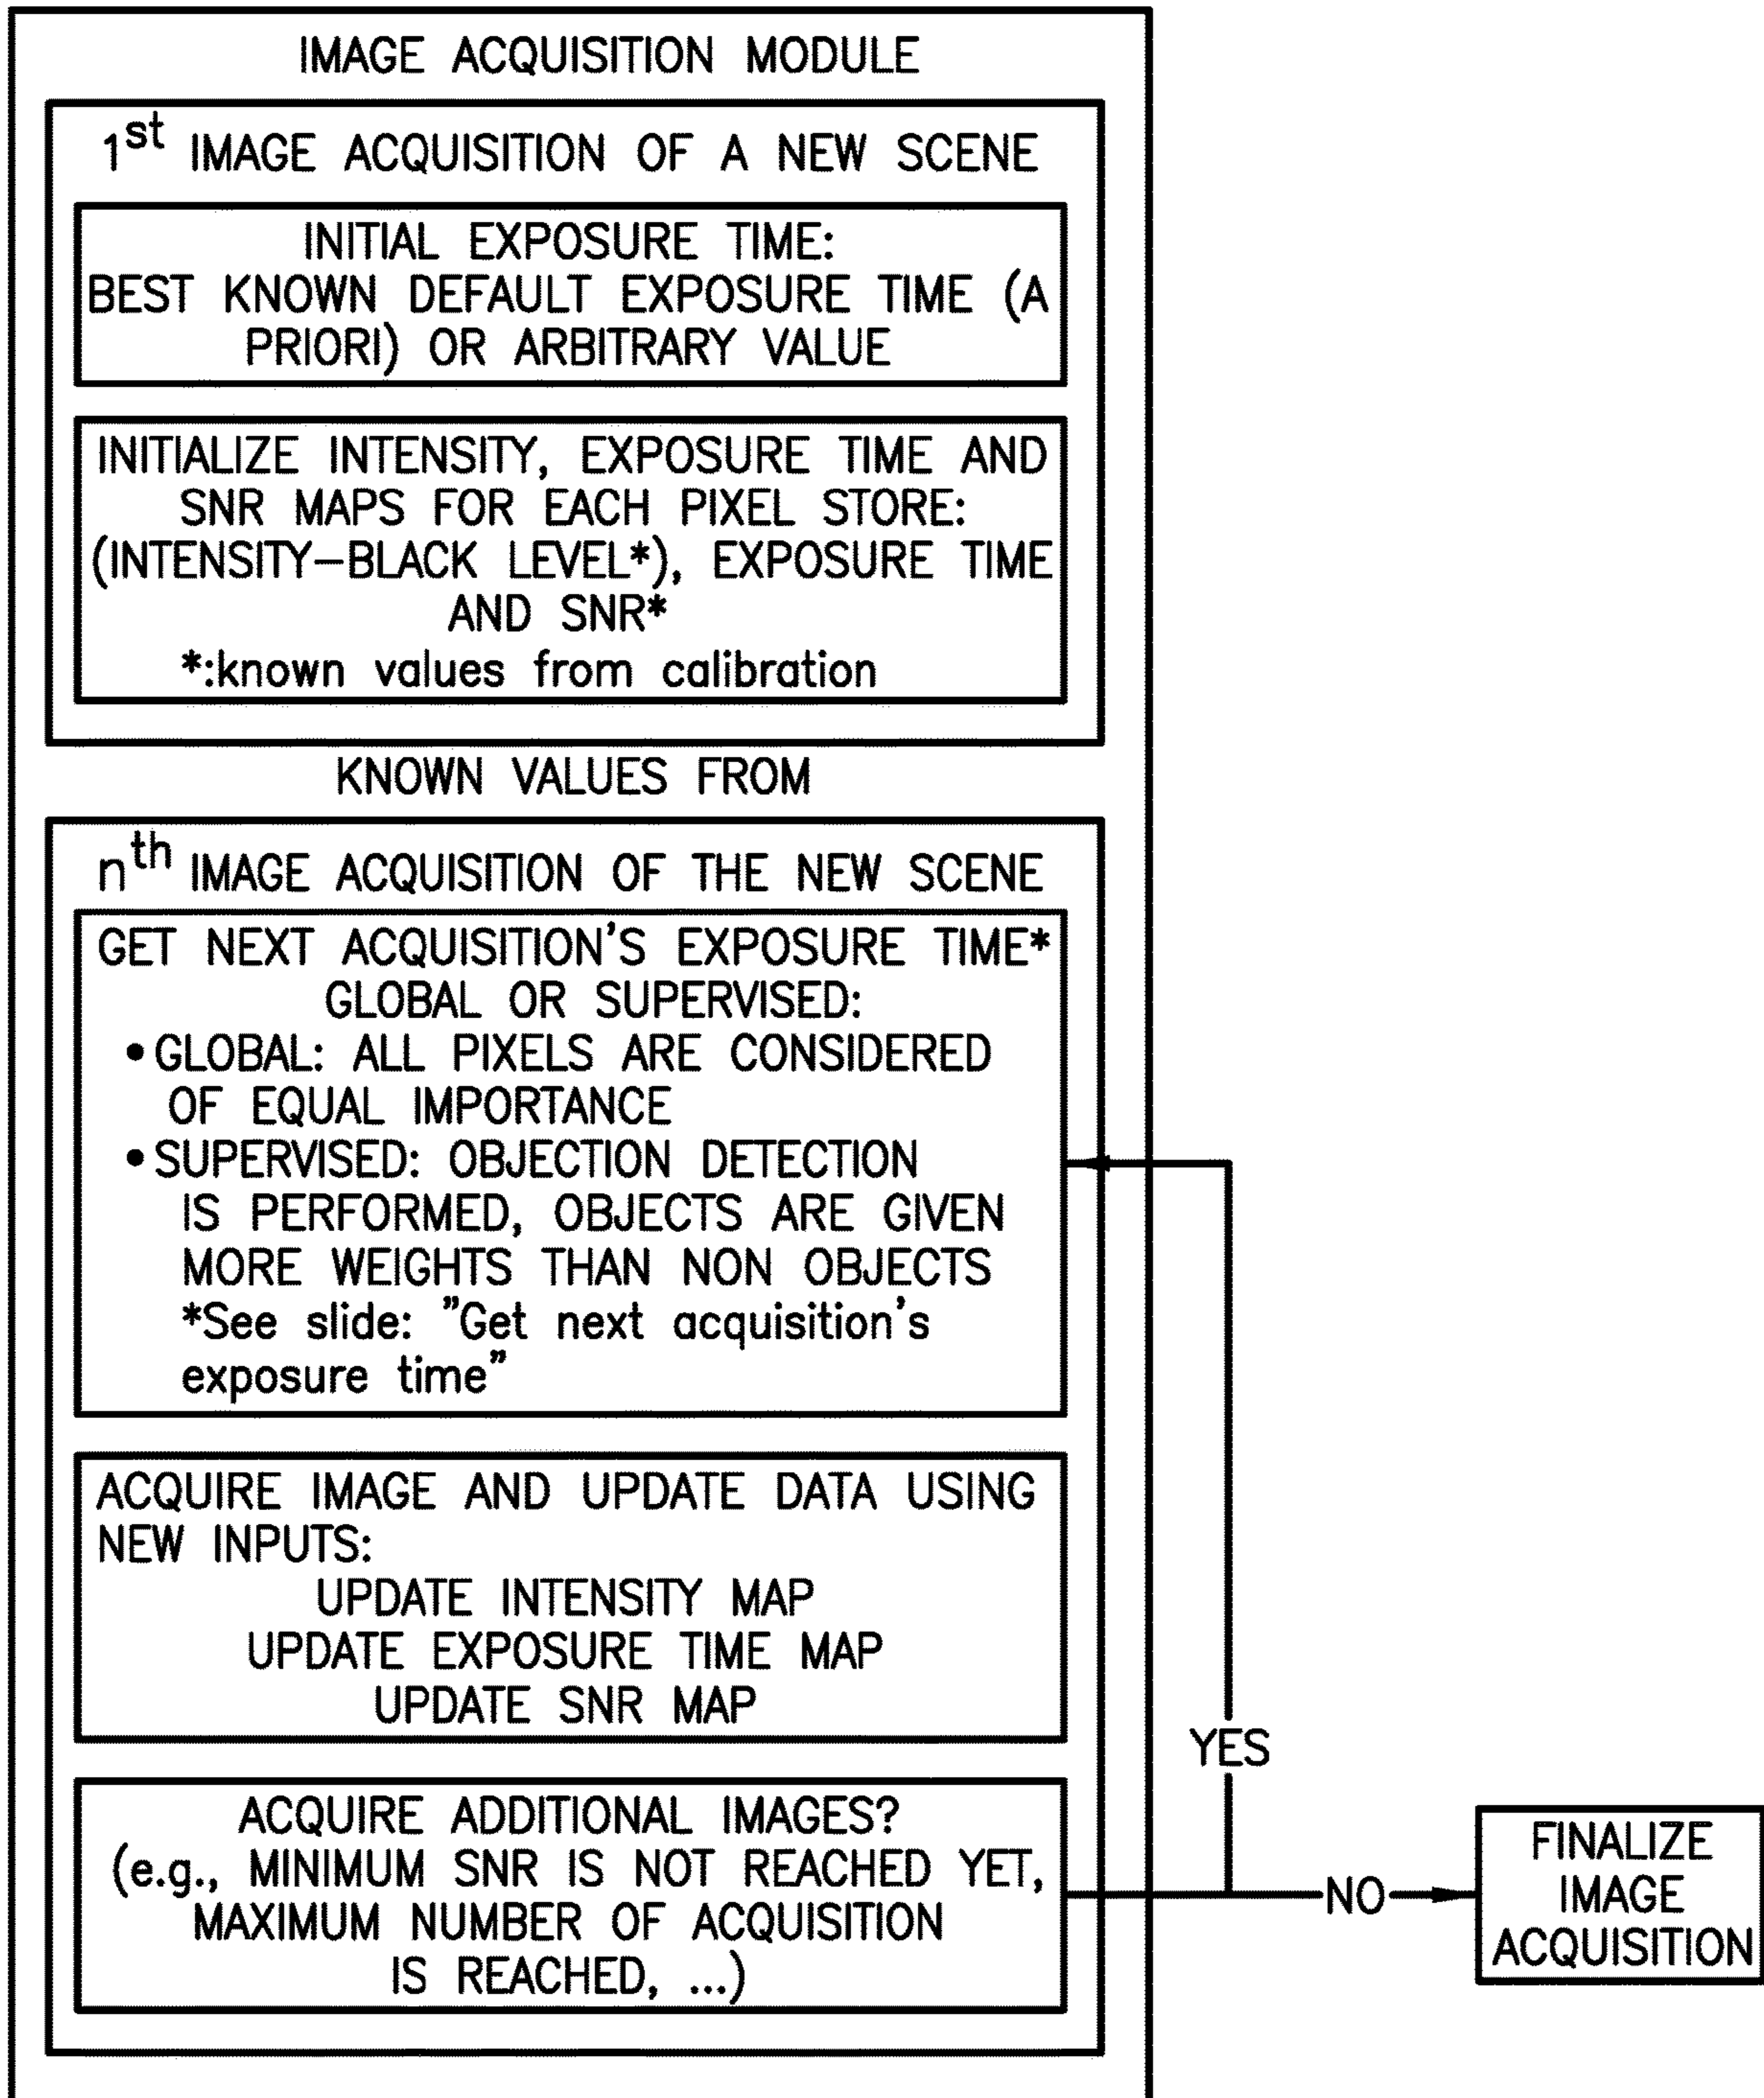 IMAGE ACQUISITION MODULE
1st IMAGE ACQUISITION OF A NEW SCENE
INITIAL EXPOSURE TIME:
BEST KNOWN DEFAULT EXPOSURE TIME (A
PRIORI) OR ARBITRARY VALUE
INITIALIZE INTENSITY, EXPOSURE TIME AND
SNR MAPS FOR EACH PIXEL STORE:
(INTENSITY-BLACK LEVEL*), EXPOSURE TIME
AND SNR*
*:known values from calibration
KNOWN VALUES FROM
nth IMAGE ACQUISITION OF THE NEW SCENE
GET NEXT ACQUISITION'S EXPOSURE TIME*
GLOBAL OR SUPERVISED:
• GLOBAL: ALL PIXELS ARE CONSIDERED
OF EQUAL IMPORTANCE
• SUPERVISED: OBJECTION DETECTION
IS PERFORMED, OBJECTS ARE GIVEN
MORE WEIGHTS THAN NON OBJECTS
*See slide: "Get next acquisition's
exposure time"
ACQUIRE IMAGE AND UPDATE DATA USING
NEW INPUTS:
UPDATE INTENSITY MAP
UPDATE EXPOSURE TIME MAP
UPDATE SNR MAP
YES
ACQUIRE ADDITIONAL IMAGES?
(e.g., MINIMUM SNR IS NOT REACHED YET,
MAXIMUM NUMBER OF ACQUISITION
IS REACHED, ...)
NO
FINALIZE
IMAGE
ACQUISITION